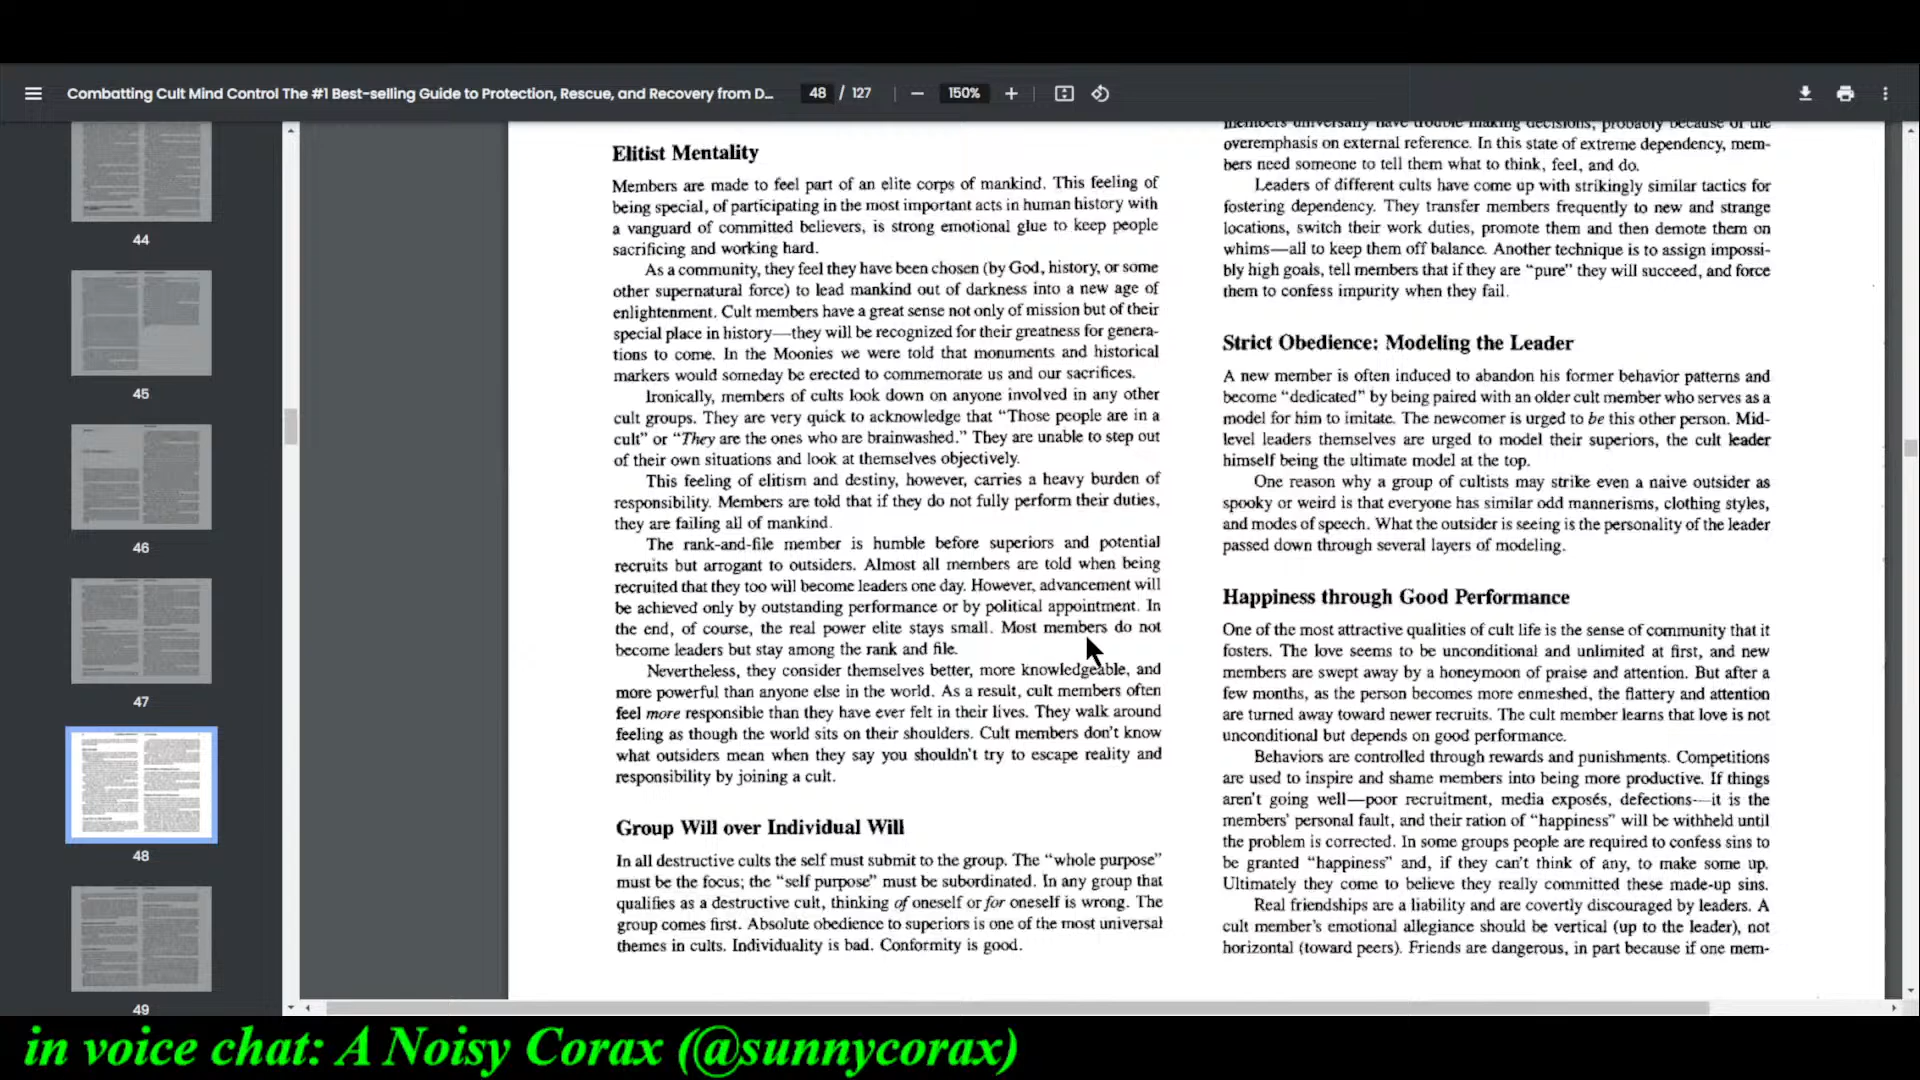 Combatting Cult Mind Control The #1 Best-selling Guide to Protection, Rescue, and Recovery from D...
48 / 127
150%
44
45
46
47
48
49
Elitist Mentality
Members are made to feel part of an elite corps of mankind. This feeling of
being special, of participating in the most important acts in human history with
a vanguard of committed believers, is strong emotional glue to keep people
sacrificing and working hard.
As a community, they feel they have been chosen (by God, history, or some
other supernatural force) to lead mankind out of darkness into a new age of
enlightenment. Cult members have a great sense not only of mission but of their
special place in history—they will be recognized for their greatness for genera-
tions to come. In the Moonies we were told that monuments and historical
markers would someday be erected to commemorate us and our sacrifices.
Ironically, members of cults look down on anyone involved in any other
cult groups. They are very quick to acknowledge that “Those people are in a
cult” or “They are the ones who are brainwashed.” They are unable to step out
of their own situations and look at themselves objectively.
This feeling of elitism and destiny, however, carries a heavy burden of
responsibility. Members are told that if they do not fully perform their duties,
they are failing all of mankind.
The rank-and-file member is humble before superiors and potential
recruits but arrogant to outsiders. Almost all members are told when being
recruited that they too will become leaders one day. However, advancement will
be achieved only by outstanding performance or by political appointment. In
the end, of course, the real power elite stays small. Most members do not
become leaders but stay among the rank and file.
Nevertheless, they consider themselves better, more knowledgeable, and
more powerful than anyone else in the world. As a result, cult members often
feel more responsible than they have ever felt in their lives. They walk around
feeling as though the world sits on their shoulders. Cult members don't know
what outsiders mean when they say you shouldn't try to escape reality and
responsibility by joining a cult.
Group Will over Individual Will
In all destructive cults the self must submit to the group. The “whole purpose”
must be the focus; the “self purpose” must be subordinated. In any group that
qualifies as a destructive cult, thinking of oneself or for oneself is wrong. The
group comes first. Absolute obedience to superiors is one of the most universal
themes in cults. Individuality is bad. Conformity is good.
members universally have trouble making decisions, probably because of the
overemphasis on external reference. In this state of extreme dependency, mem-
bers need someone to tell them what to think, feel, and do.
Leaders of different cults have come up with strikingly similar tactics for
fostering dependency. They transfer members frequently to new and strange
locations, switch their work duties, promote them and then demote them on
whims—all to keep them off balance. Another technique is to assign impossi-
bly high goals, tell members that if they are “pure” they will succeed, and force
them to confess impurity when they fail.
Strict Obedience: Modeling the Leader
A new member is often induced to abandon his former behavior patterns and
become “dedicated” by being paired with an older cult member who serves as a
model for him to imitate. The newcomer is urged to be this other person. Mid-
level leaders themselves are urged to model their superiors, the cult leader
himself being the ultimate model at the top.
One reason why a group of cultists may strike even a naive outsider as
spooky or weird is that everyone has similar odd mannerisms, clothing styles,
and modes of speech. What the outsider is seeing is the personality of the leader
passed down through several layers of modeling.
Happiness through Good Performance
One of the most attractive qualities of cult life is the sense of community that it
fosters. The love seems to be unconditional and unlimited at first, and new
members are swept away by a honeymoon of praise and attention. But after a
few months, as the person becomes more enmeshed, the flattery and attention
are turned away toward newer recruits. The cult member learns that love is not
unconditional but depends on good performance.
Behaviors are controlled through rewards and punishments. Competitions
are used to inspire and shame members into being more productive. If things
aren't going well—poor recruitment, media exposés, defections—it is the
members' personal fault, and their ration of “happiness” will be withheld until
the problem is corrected. In some groups people are required to confess sins to
be granted “happiness” and, if they can't think of any, to make some up.
Ultimately they come to believe they really committed these made-up sins.
Real friendships are a liability and are covertly discouraged by leaders. A
cult member's emotional allegiance should be vertical (up to the leader), not
horizontal (toward peers). Friends are dangerous, in part because if one mem-
in voice chat: A Noisy Corax (@sunnycorax)